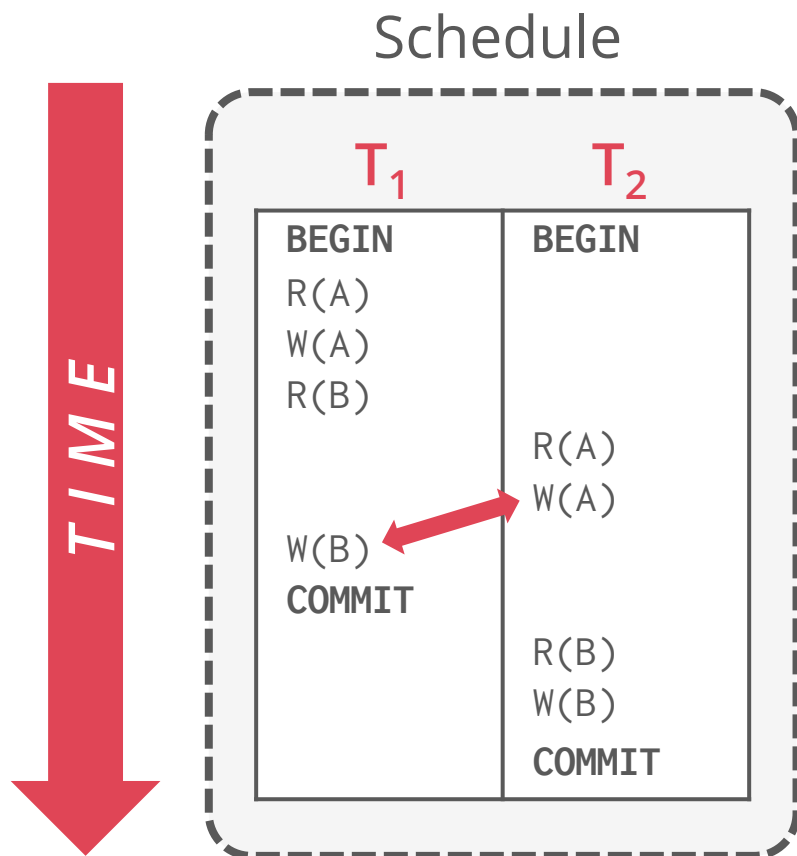 Schedule
TIME
T1 T2
BEGIN BEGIN
R(A)
W(A)
R(B)
R(A)
W(A)
W(B)
COMMIT
R(B)
W(B)
COMMIT